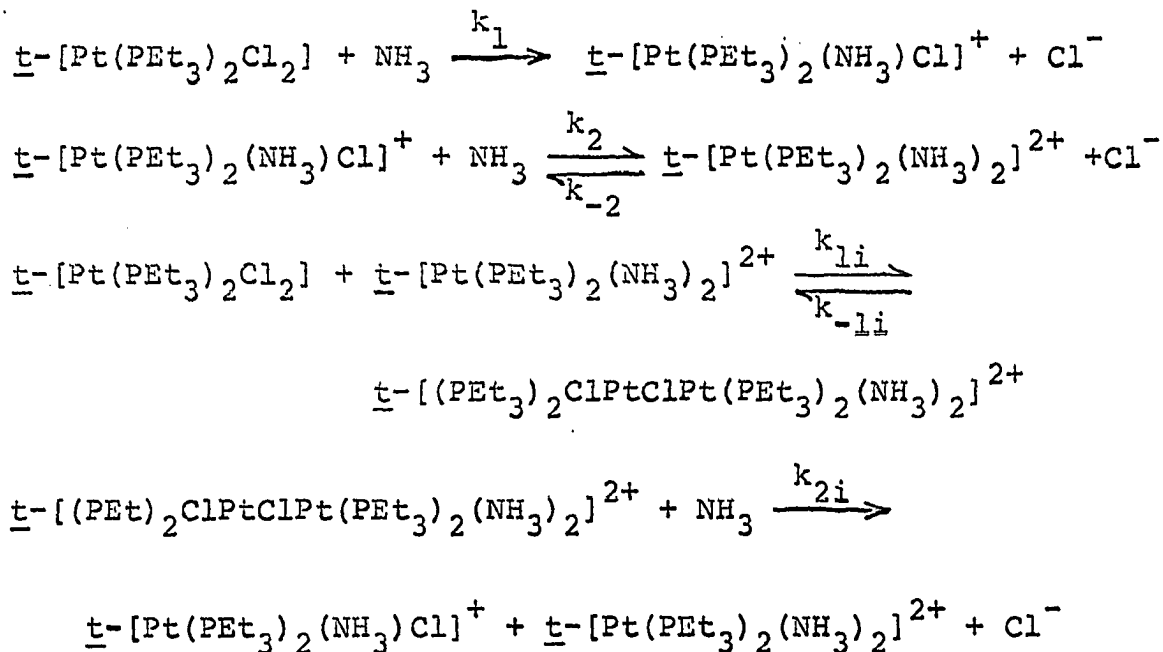 k₁
t-[Pt(PEt₃)₂Cl₂] + NH₃ ⟶ t-[Pt(PEt₃)₂(NH₃)Cl]⁺ + Cl⁻
k₂
t-[Pt(PEt₃)₂(NH₃)Cl]⁺ + NH₃ ⇌ t-[Pt(PEt₃)₂(NH₃)₂]²⁺ +Cl⁻
k₋₂
k₁ᵢ
t-[Pt(PEt₃)₂Cl₂] + t-[Pt(PEt₃)₂(NH₃)₂]²⁺ ⇌
k₋₁ᵢ
t-[(PEt₃)₂ClPtClPt(PEt₃)₂(NH₃)₂]²⁺
k₂ᵢ
t-[(PEt)₂ClPtClPt(PEt₃)₂(NH₃)₂]²⁺ + NH₃ ⟶
t-[Pt(PEt₃)₂(NH₃)Cl]⁺ + t-[Pt(PEt₃)₂(NH₃)₂]²⁺ + Cl⁻